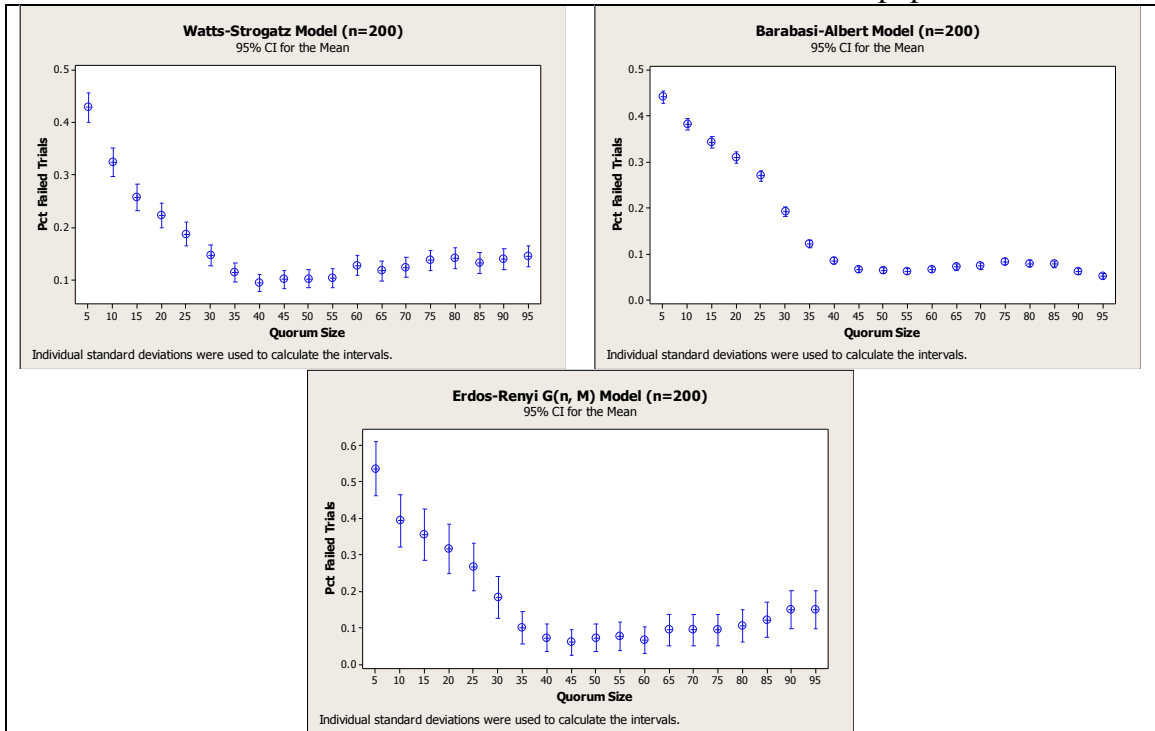 Watts-Strogatz Model (n=200)
95% CI for the Mean
0.5
0.4
0.3
0.2
0.1
Pct Failed Trials
5 10 15 20 25 30 35 40 45 50 55 60 65 70 75 80 85 90 95
Quorum Size
Individual standard deviations were used to calculate the intervals.
Barabasi-Albert Model (n=200)
95% CI for the Mean
0.5
0.4
0.3
0.2
0.1
0.0
Pct Failed Trials
5 10 15 20 25 30 35 40 45 50 55 60 65 70 75 80 85 90 95
Quorum Size
Individual standard deviations were used to calculate the intervals.
Erdos-Renyi G(n, M) Model (n=200)
95% CI for the Mean
0.6
0.5
0.4
0.3
0.2
0.1
0.0
Pct Failed Trials
5 10 15 20 25 30 35 40 45 50 55 60 65 70 75 80 85 90 95
Quorum Size
Individual standard deviations were used to calculate the intervals.